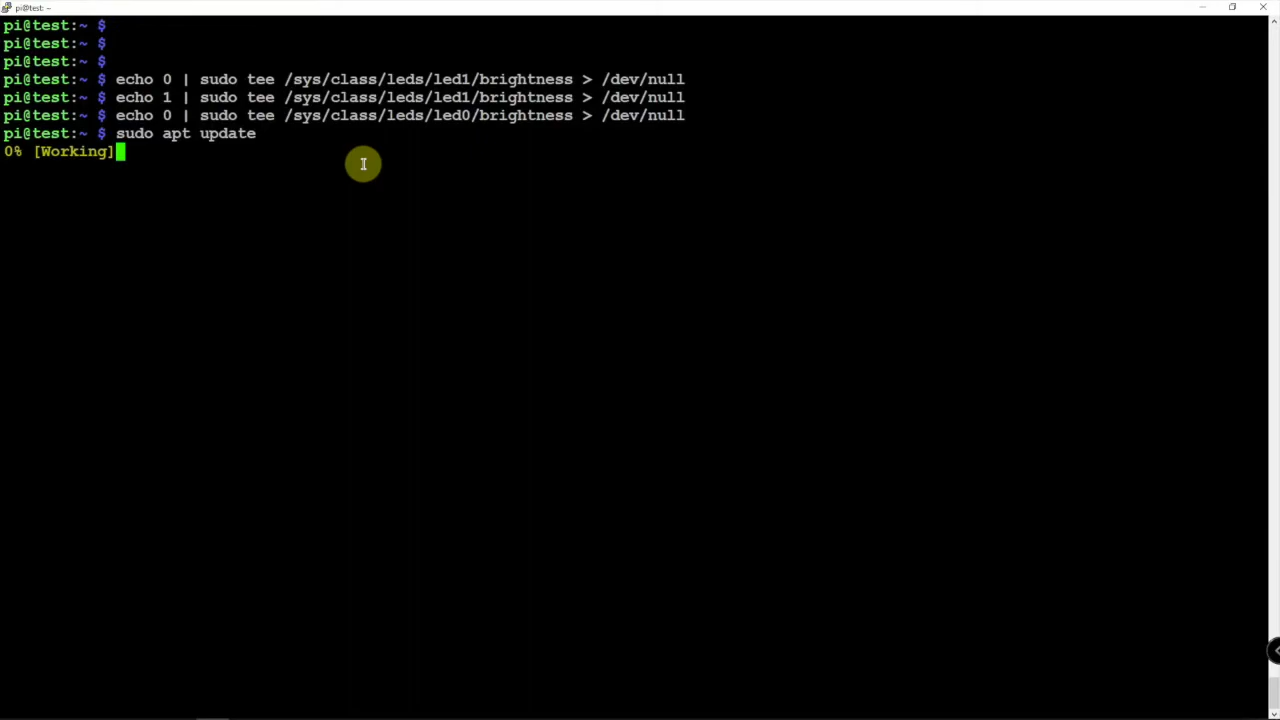 pi@test: ~
pi@test:~ $
pi@test:~ $
pi@test:~ $
pi@test:~ $ echo 0 | sudo tee /sys/class/leds/led1/brightness > /dev/null
pi@test:~ $ echo 1 | sudo tee /sys/class/leds/led1/brightness > /dev/null
pi@test:~ $ echo 0 | sudo tee /sys/class/leds/led0/brightness > /dev/null
pi@test:~ $ sudo apt update
0% [Working]